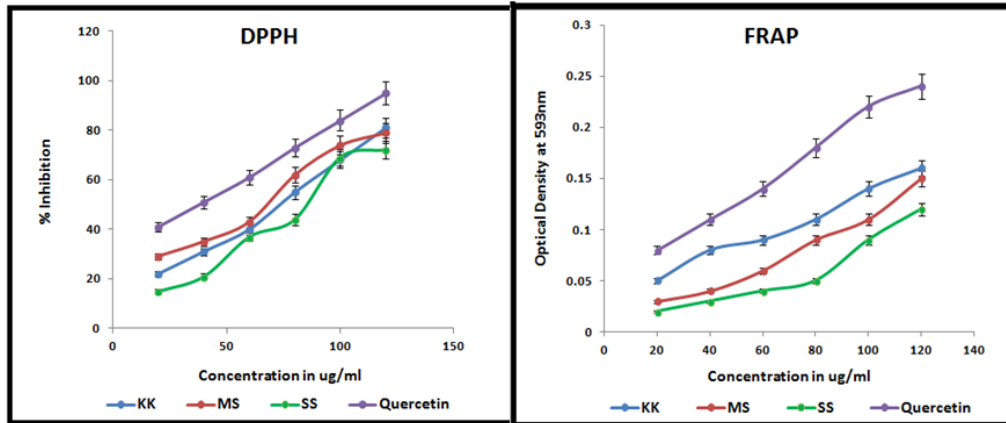 DPPH
120
100
80
60
40
20
0
% Inhibition
0 50 100 150
Concentration in ug/ml
KK MS SS Quercetin
FRAP
0.3
0.25
0.2
0.15
0.1
0.05
0
Optical Density at 593nm
0 20 40 60 80 100 120 140
Concentration in ug/ml
KK MS SS Quercetin